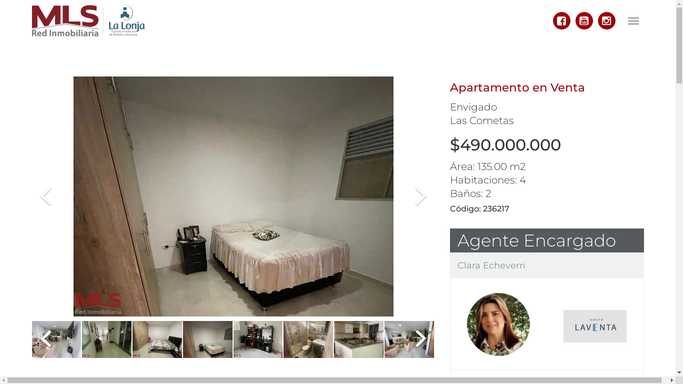 MLS
Red Inmobiliaria
La Lonja
Apartamento en Venta
Envigado
Las Cometas
$490.000.000
Área: 135.00 m2
Habitaciones: 4
Baños: 2
Código: 236217
Agente Encargado
Clara Echeverri
MLS
Red Inmobiliaria
LAVENTA